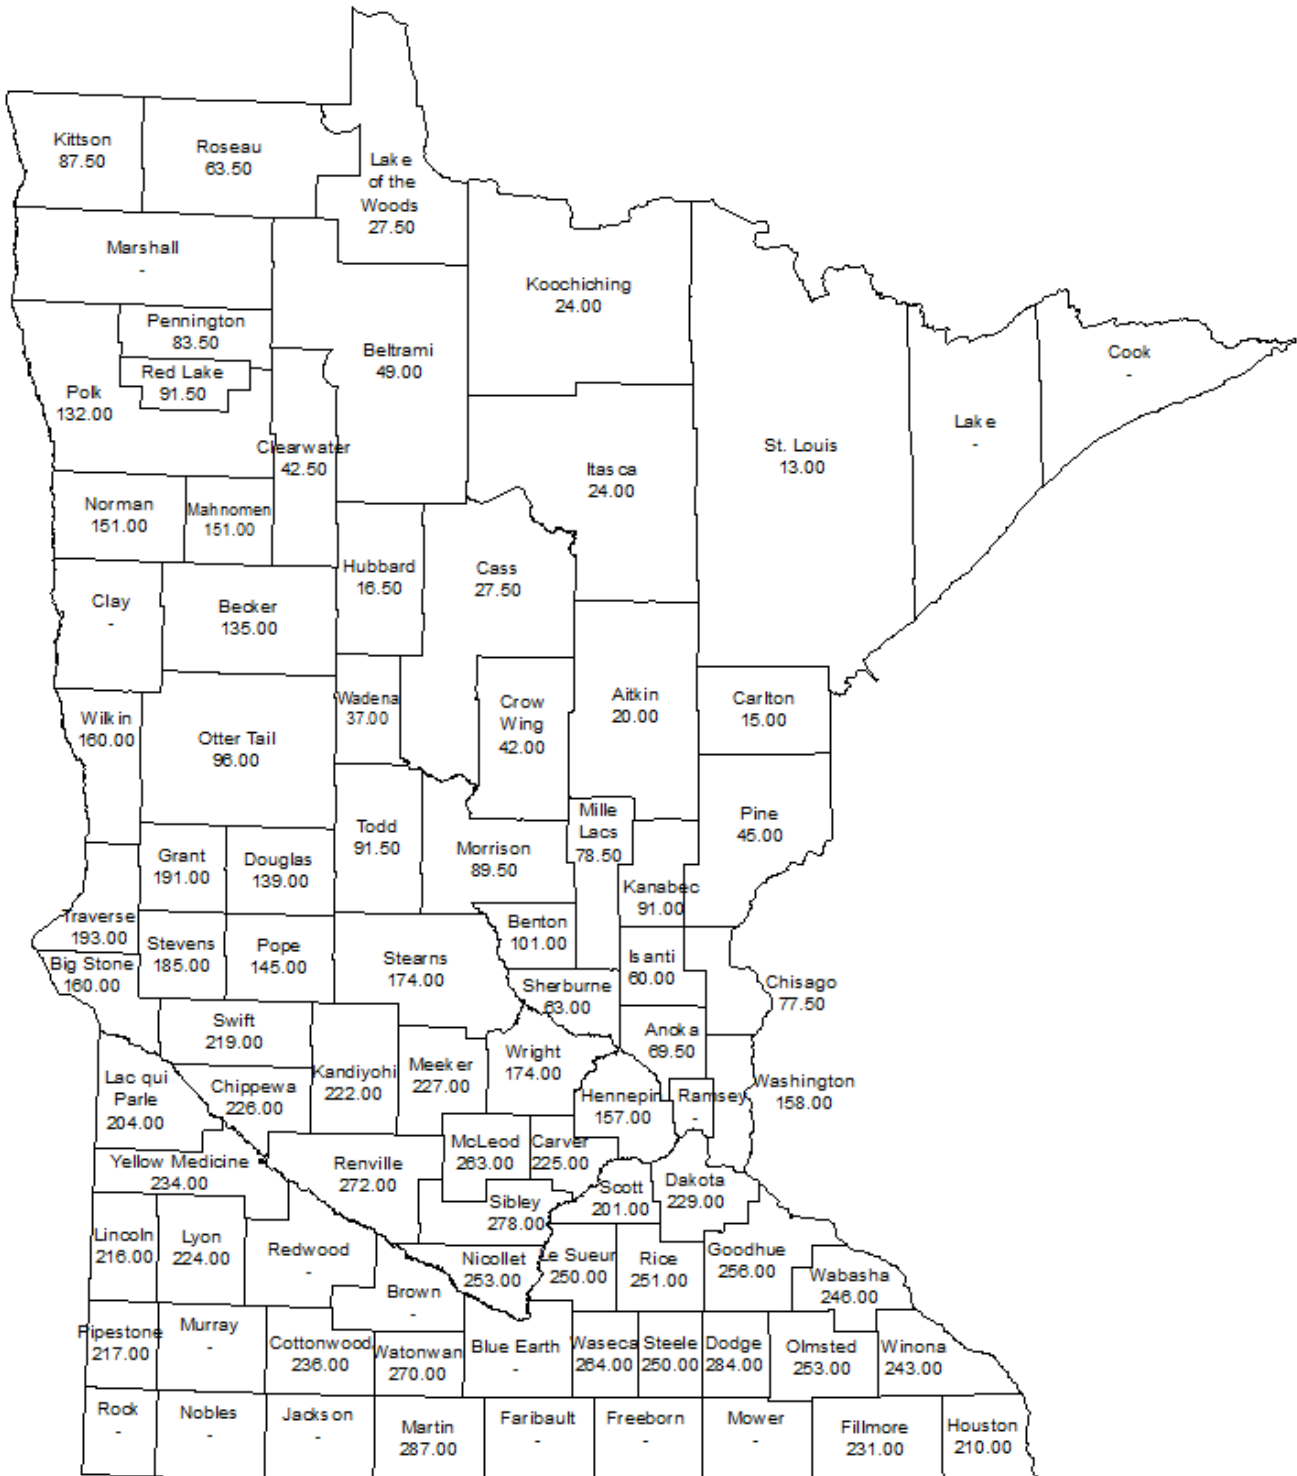 Kittson
87.50
Roseau
63.50
Lake
of the
Woods
27.50
Marshall
-
Koochiching
24.00
Pennington
83.50
Red Lake
91.50
Polk
132.00
Beltrami
49.00
Cook
-
Lake
-
St. Louis
13.00
Clearwater
42.50
Itasca
24.00
Norman
151.00
Mahnomen
151.00
Hubbard
16.50
Cass
27.50
Clay
-
Becker
135.00
Wadena
37.00
Crow
Wing
42.00
Aitkin
20.00
Carlton
15.00
Wilkin
160.00
Otter Tail
96.00
Todd
91.50
Morrison
89.50
Mille
Lacs
78.50
Pine
45.00
Grant
191.00
Douglas
139.00
Kanabec
91.00
Traverse
193.00
Stevens
185.00
Pope
145.00
Stearns
174.00
Benton
101.00
Isanti
60.00
Big Stone
160.00
Sherburne
63.00
Chisago
77.50
Swift
219.00
Anoka
69.50
Kandiyohi
222.00
Meeker
227.00
Wright
174.00
Lac qui
Parle
204.00
Chippewa
226.00
Hennepin
157.00
Ramsey
-
Washington
158.00
Yellow Medicine
234.00
Renville
272.00
McLeod
263.00
Carver
225.00
Scott
201.00
Dakota
229.00
Sibley
278.00
Lincoln
216.00
Lyon
224.00
Redwood
-
Nicollet
253.00
Le Sueur
250.00
Rice
251.00
Goodhue
256.00
Wabasha
246.00
Brown
-
Pipestone
217.00
Murray
-
Cottonwood
236.00
Watonwan
270.00
Blue Earth
-
Waseca
264.00
Steele
250.00
Dodge
284.00
Olmsted
253.00
Winona
243.00
Rock
-
Nobles
-
Jackson
-
Martin
287.00
Faribault
-
Freeborn
-
Mower
-
Fillmore
231.00
Houston
210.00